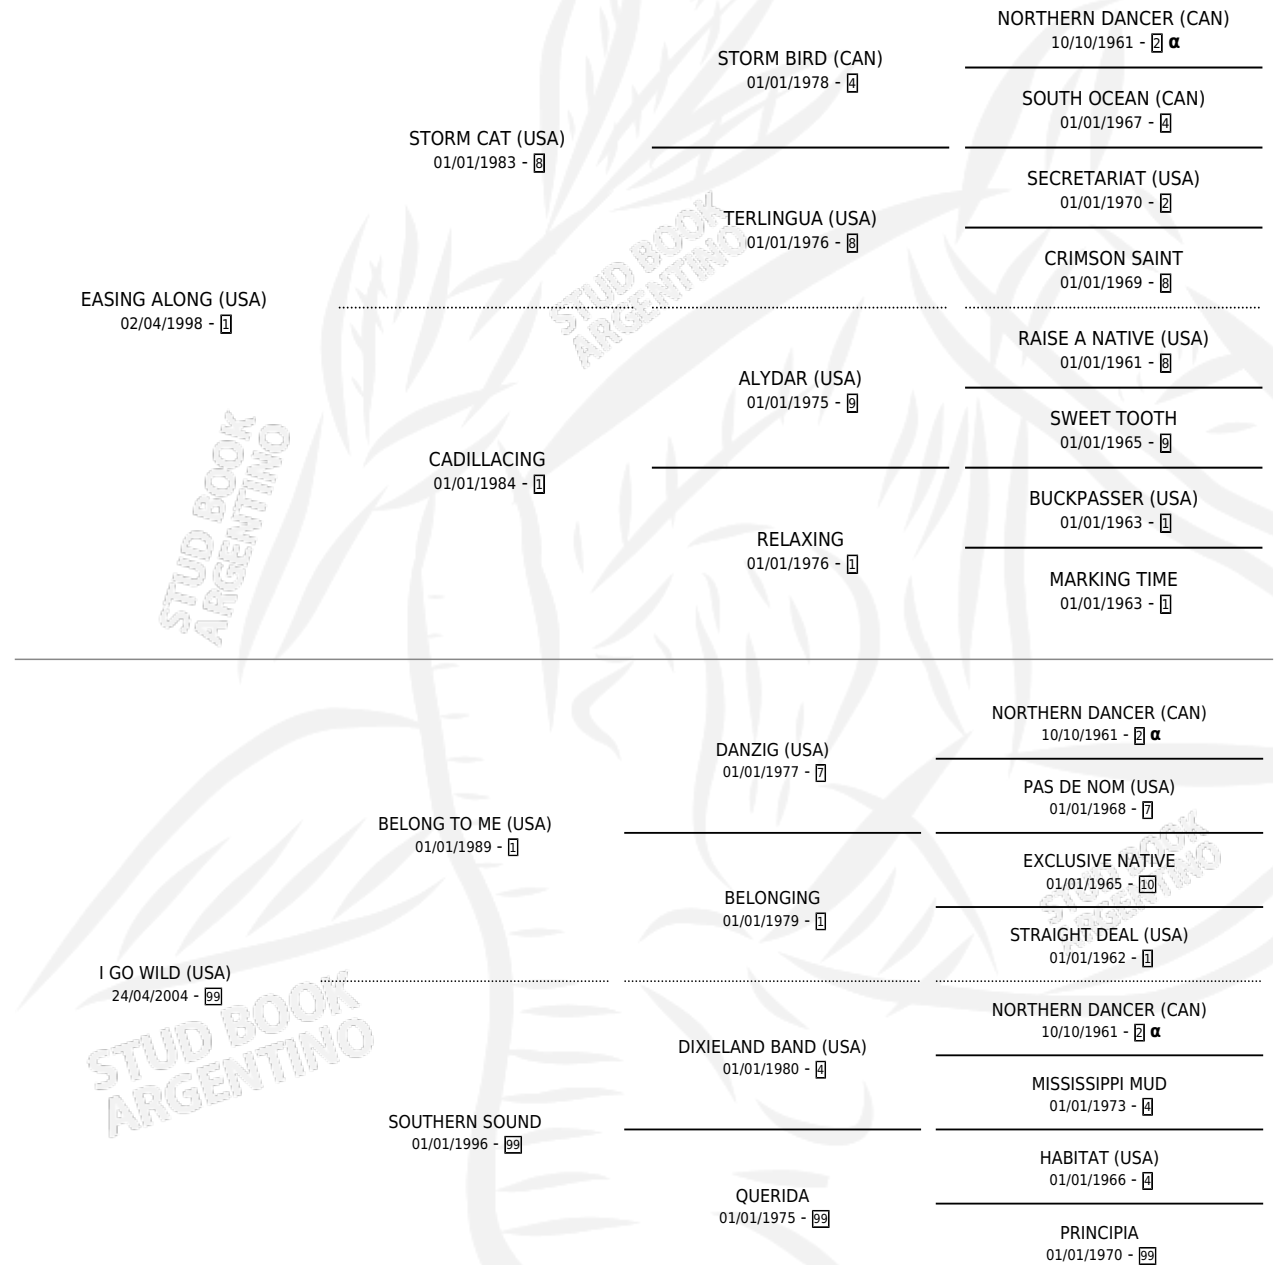 NORTHERN DANCER (CAN)
10/10/1961 - 2 α
STORM BIRD (CAN)
01/01/1978 - 4
SOUTH OCEAN (CAN)
01/01/1967 - 4
STORM CAT (USA)
01/01/1983 - 8
SECRETARIAT (USA)
01/01/1970 - 2
TERLINGUA (USA)
01/01/1976 - 8
CRIMSON SAINT
01/01/1969 - 8
EASING ALONG (USA)
02/04/1998 - 1
RAISE A NATIVE (USA)
01/01/1961 - 8
ALYDAR (USA)
01/01/1975 - 9
SWEET TOOTH
01/01/1965 - 9
CADILLACING
01/01/1984 - 1
BUCKPASSER (USA)
01/01/1963 - 1
RELAXING
01/01/1976 - 1
MARKING TIME
01/01/1963 - 1
STUD BOOK
ARGENTINO
STUD BOOK
ARGENTINO
NORTHERN DANCER (CAN)
10/10/1961 - 2 α
DANZIG (USA)
01/01/1977 - 7
PAS DE NOM (USA)
01/01/1968 - 7
BELONG TO ME (USA)
01/01/1989 - 1
EXCLUSIVE NATIVE
01/01/1965 - 10
BELONGING
01/01/1979 - 1
STRAIGHT DEAL (USA)
01/01/1962 - 1
I GO WILD (USA)
24/04/2004 - 99
NORTHERN DANCER (CAN)
10/10/1961 - 2 α
DIXIELAND BAND (USA)
01/01/1980 - 4
MISSISSIPPI MUD
01/01/1973 - 4
SOUTHERN SOUND
01/01/1996 - 99
HABITAT (USA)
01/01/1966 - 4
QUERIDA
01/01/1975 - 99
PRINCIPIA
01/01/1970 - 99
STUD BOOK
ARGENTINO
STUD BOOK
ARGENTINO